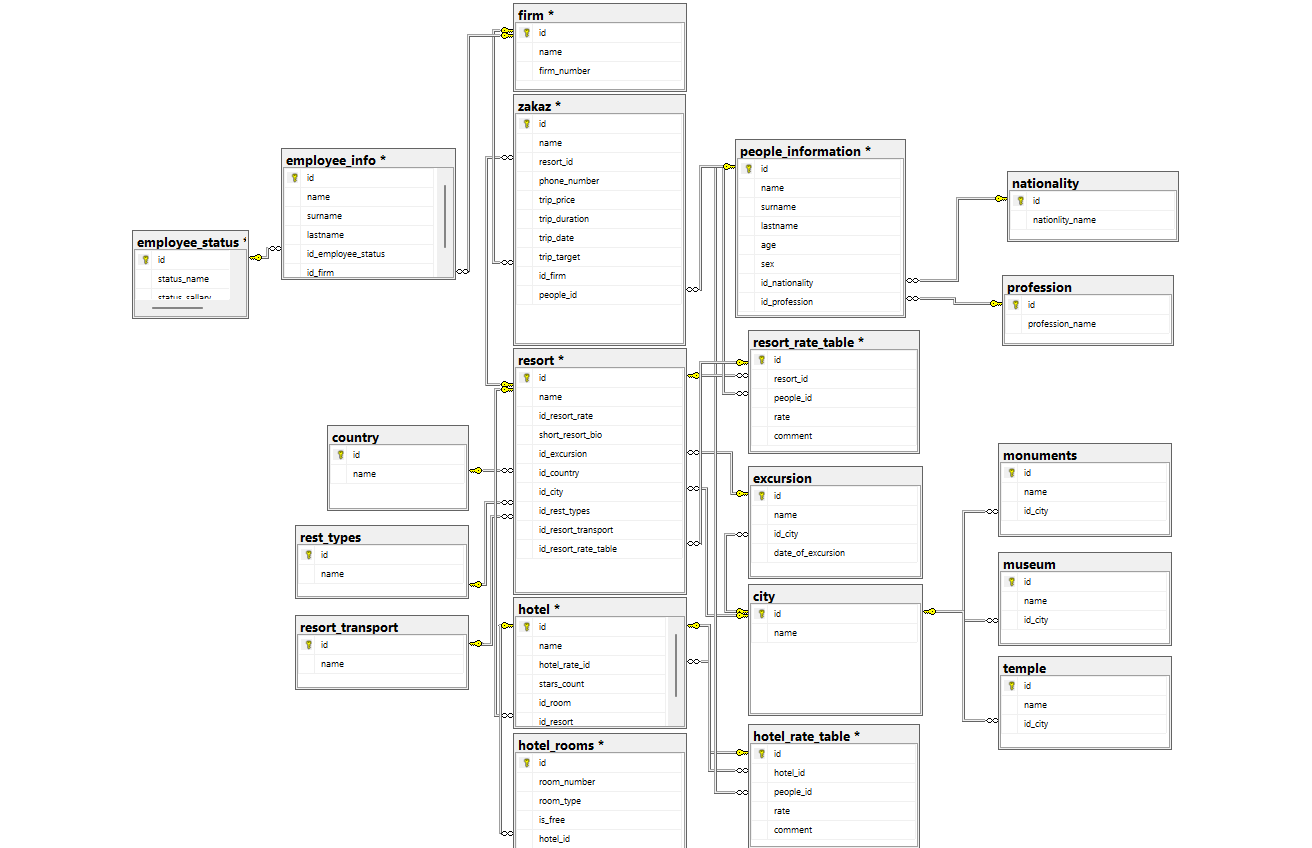 firm *
id
name
firm_number
zakaz *
id
name
resort_id
phone_number
trip_price
trip_duration
trip_date
trip_target
id_firm
people_id
employee_info *
id
name
surname
lastname
id_employee_status
id_firm
employee_status *
id
status_name
status_sallary
people_information *
id
name
surname
lastname
age
sex
id_nationality
id_profession
nationality
id
nationlity_name
profession
id
profession_name
resort_rate_table *
id
resort_id
people_id
rate
comment
resort *
id
name
id_resort_rate
short_resort_bio
id_excursion
id_country
id_city
id_rest_types
id_resort_transport
id_resort_rate_table
country
id
name
rest_types
id
name
resort_transport
id
name
excursion
id
name
id_city
date_of_excursion
city
id
name
monuments
id
name
id_city
museum
id
name
id_city
temple
id
name
id_city
hotel *
id
name
hotel_rate_id
stars_count
id_room
id_resort
hotel_rooms *
id
room_number
room_type
is_free
hotel_id
hotel_rate_table *
id
hotel_id
people_id
rate
comment